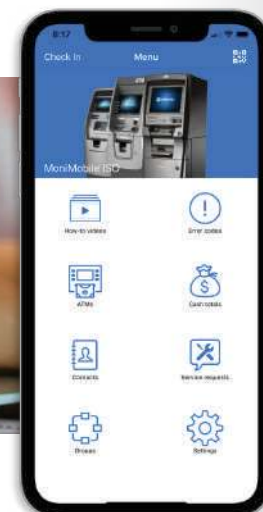 8:17
Check In Menu
MoniMobile ISO
How-to videos Error codes
ATMs Cash totals
Contacts Service requests
Groups Settings